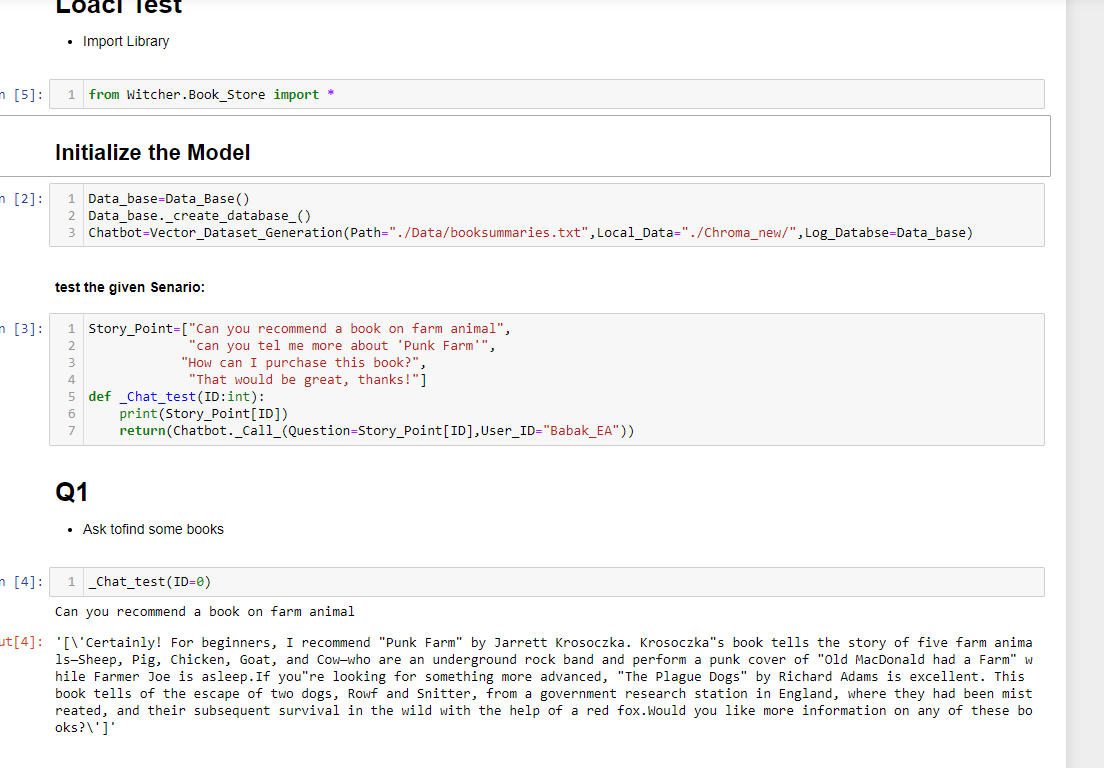 Loacl Test
• Import Library
n [5]: 1 from Witcher.Book_Store import *
Initialize the Model
n [2]: 1 Data_base=Data_Base()
2 Data_base._create_database_()
3 Chatbot=Vector_Dataset_Generation(Path="./Data/booksummaries.txt",Local_Data="./Chroma_new/",Log_Databse=Data_base)
test the given Senario:
n [3]: 1 Story_Point=["Can you recommend a book on farm animal",
2 "can you tel me more about 'Punk Farm'",
3 "How can I purchase this book?",
4 "That would be great, thanks!"]
5 def _Chat_test(ID:int):
6 print(Story_Point[ID])
7 return(Chatbot._Call_(Question=Story_Point[ID],User_ID="Babak_EA"))
Q1
• Ask tofind some books
n [4]: 1 _Chat_test(ID=0)
Can you recommend a book on farm animal
ut[4]: '[\'Certainly! For beginners, I recommend "Punk Farm" by Jarrett Krosoczka. Krosoczka"s book tells the story of five farm anima
ls—Sheep, Pig, Chicken, Goat, and Cow—who are an underground rock band and perform a punk cover of "Old MacDonald had a Farm" w
hile Farmer Joe is asleep.If you"re looking for something more advanced, "The Plague Dogs" by Richard Adams is excellent. This
book tells of the escape of two dogs, Rowf and Snitter, from a government research station in England, where they had been mist
reated, and their subsequent survival in the wild with the help of a red fox.Would you like more information on any of these bo
oks?\']'